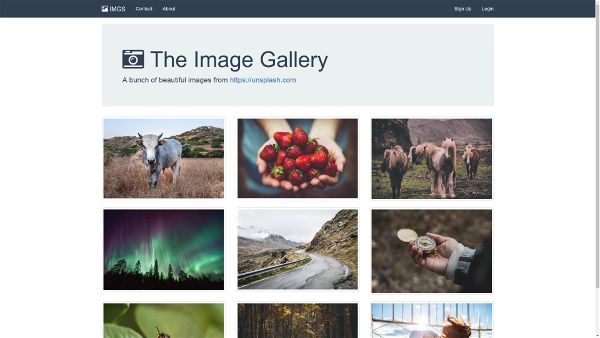 IMGS Contact About Sign Up Login
The Image Gallery
A bunch of beautiful images from https://unsplash.com